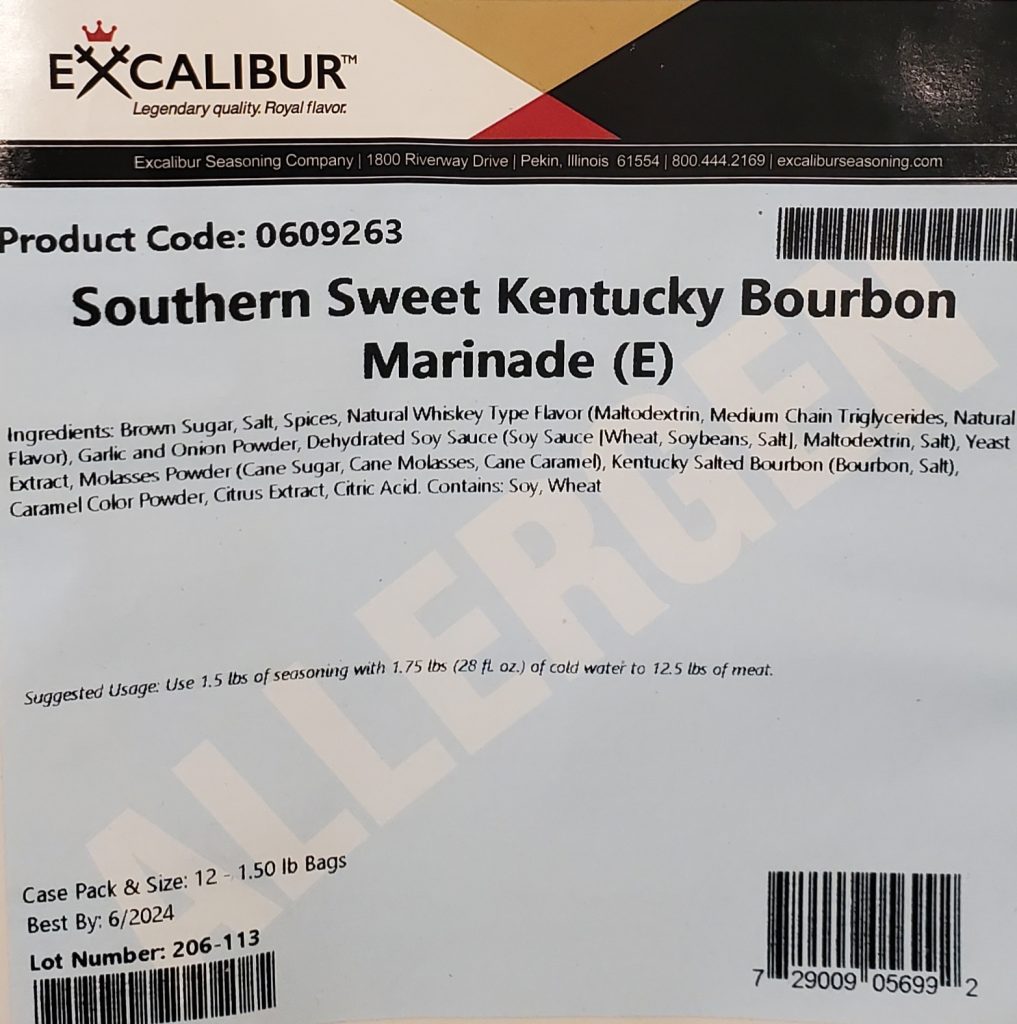 EXCALIBUR™
Legendary quality. Royal flavor.
Excalibur Seasoning Company | 1800 Riverway Drive | Pekin, Illinois 61554 | 800.444.2169 | excaliburseasoning.com
Product Code: 0609263
Southern Sweet Kentucky Bourbon
Marinade (E)
Ingredients: Brown Sugar, Salt, Spices, Natural Whiskey Type Flavor (Maltodextrin, Medium Chain Triglycerides, Natural
Flavor), Garlic and Onion Powder, Dehydrated Soy Sauce (Soy Sauce [Wheat, Soybeans, Salt], Maltodextrin, Salt), Yeast
Extract, Molasses Powder (Cane Sugar, Cane Molasses, Cane Caramel), Kentucky Salted Bourbon (Bourbon, Salt),
Caramel Color Powder, Citrus Extract, Citric Acid. Contains: Soy, Wheat
ALLERGEN
Suggested Usage: Use 1.5 lbs of seasoning with 1.75 lbs (28 fl. oz.) of cold water to 12.5 lbs of meat.
Case Pack & Size: 12 - 1.50 lb Bags
Best By: 6/2024
Lot Number: 206-113
7 29009 05699 2